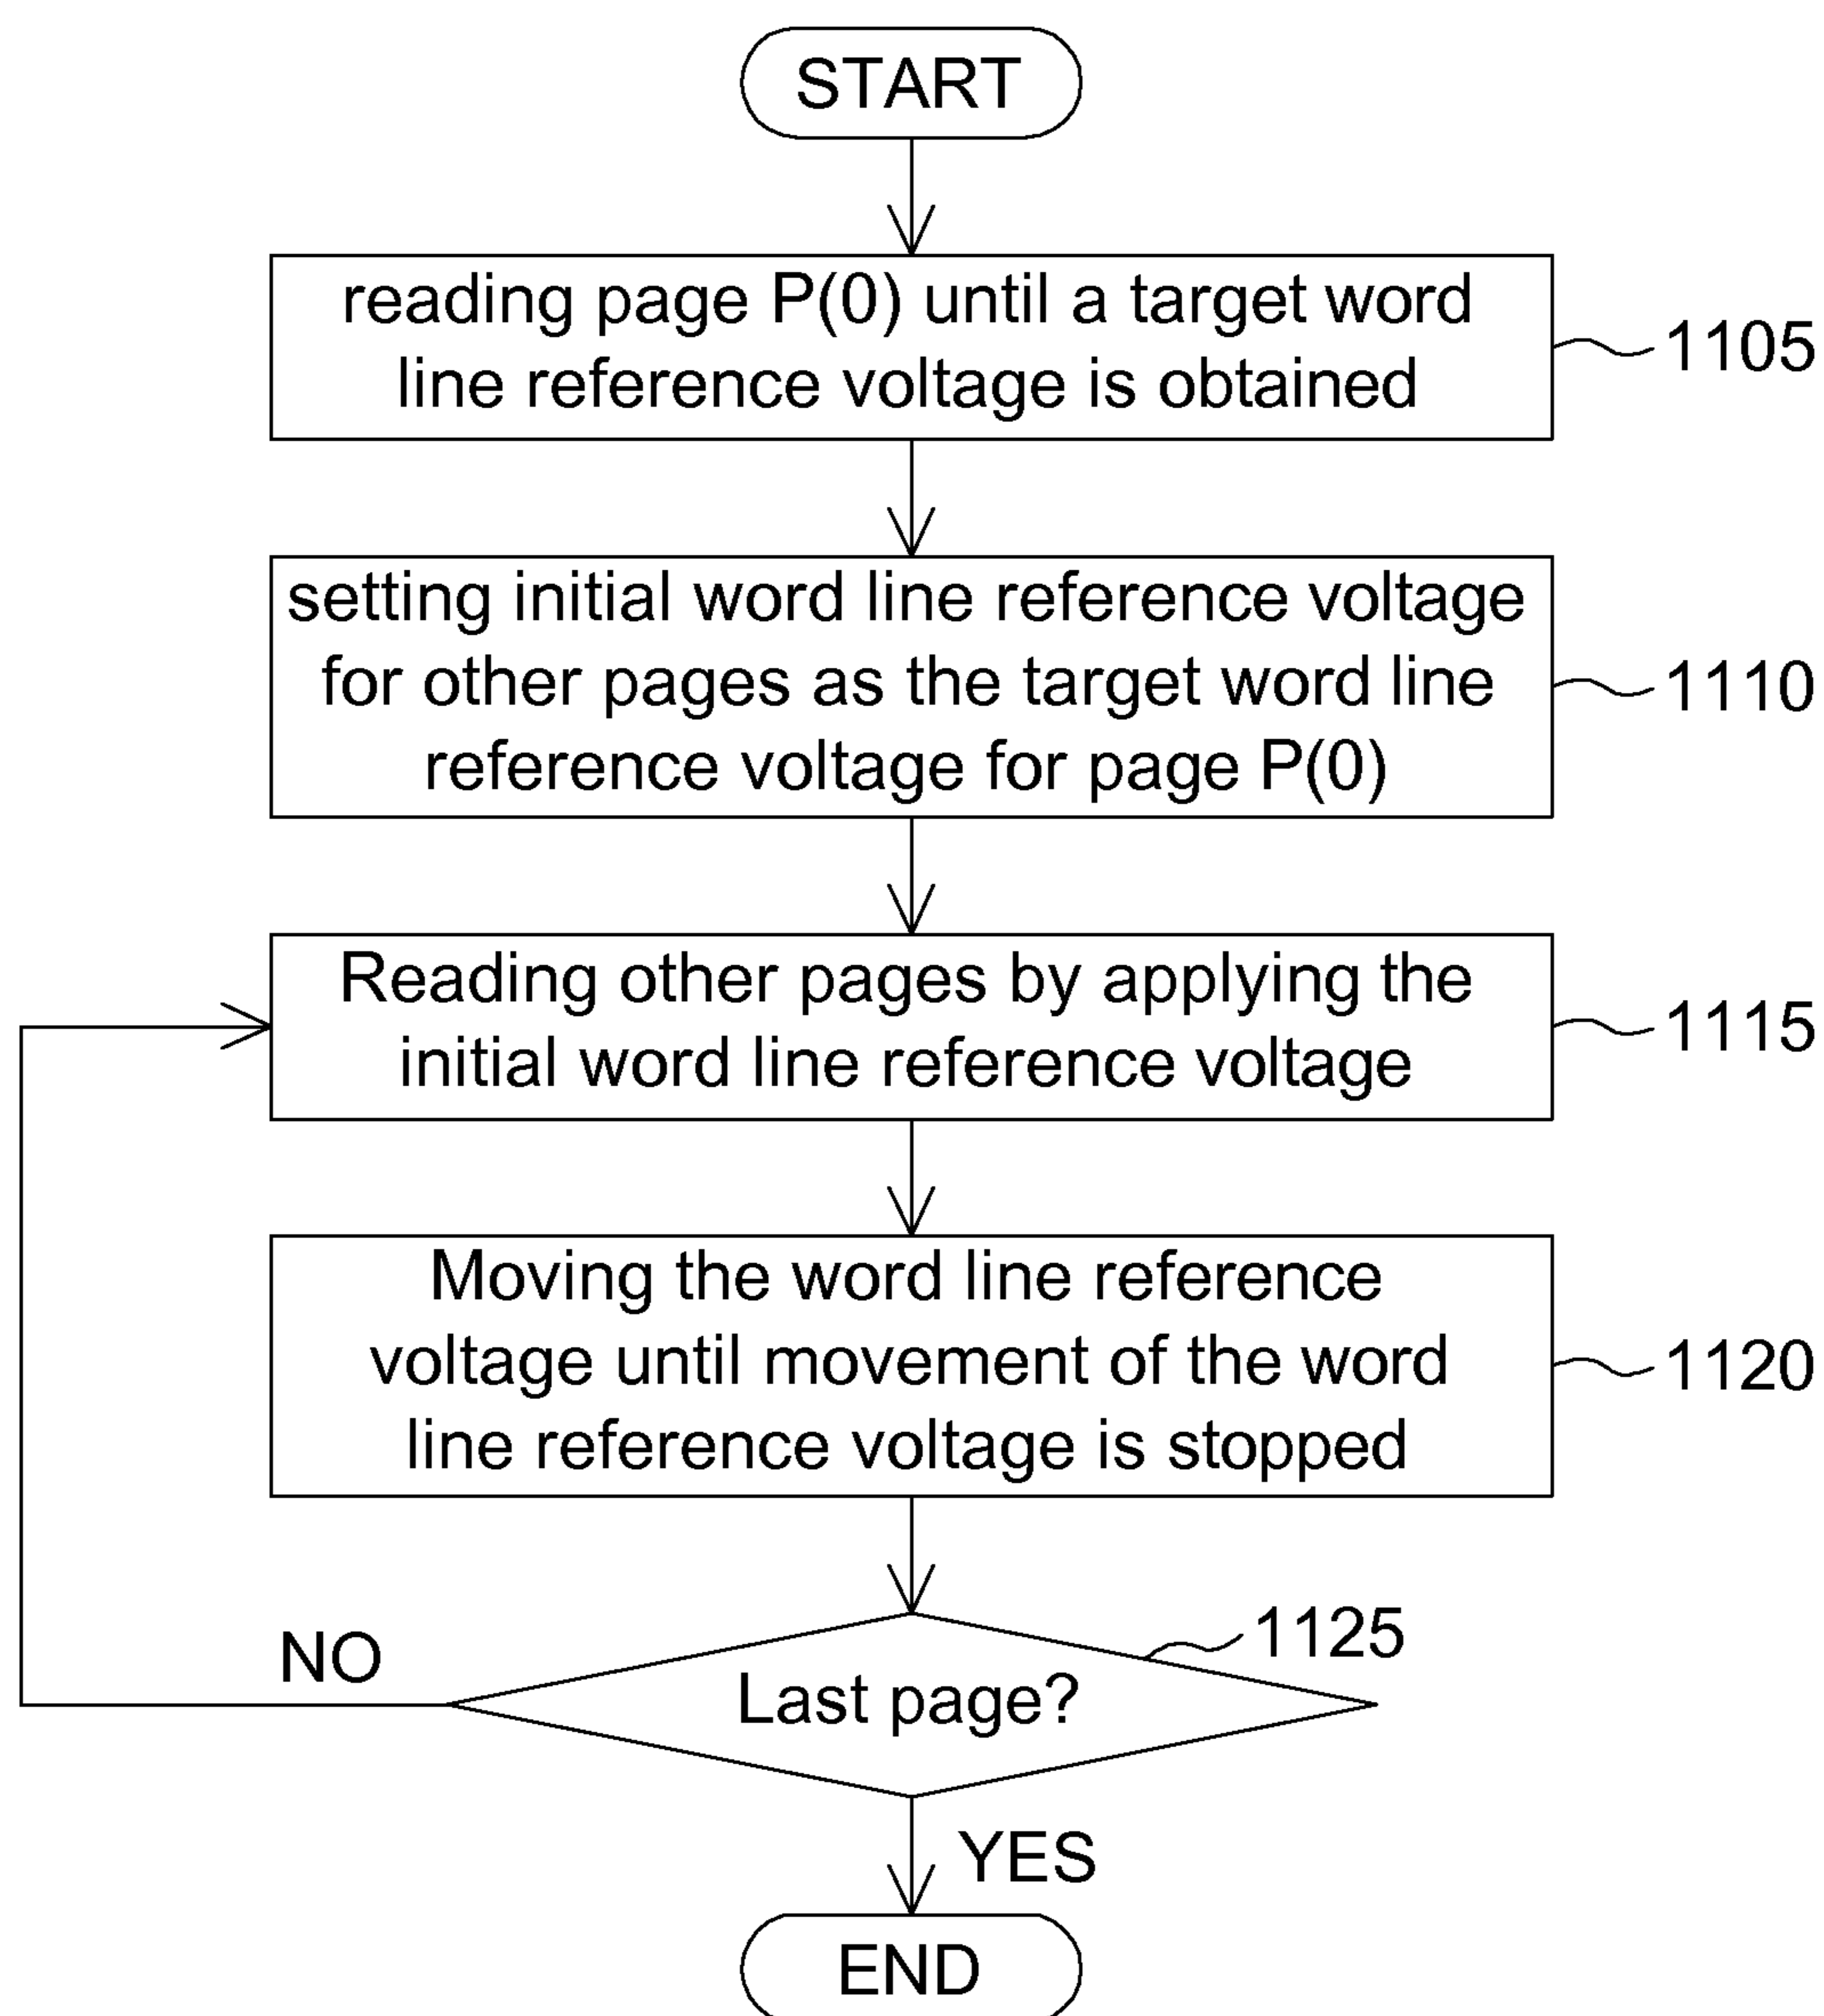 START
reading page P(0) until a target word
line reference voltage is obtained
1105
setting initial word line reference voltage
for other pages as the target word line
reference voltage for page P(0)
1110
Reading other pages by applying the
initial word line reference voltage
1115
Moving the word line reference
voltage until movement of the word
line reference voltage is stopped
1120
1125
NO
Last page?
YES
END